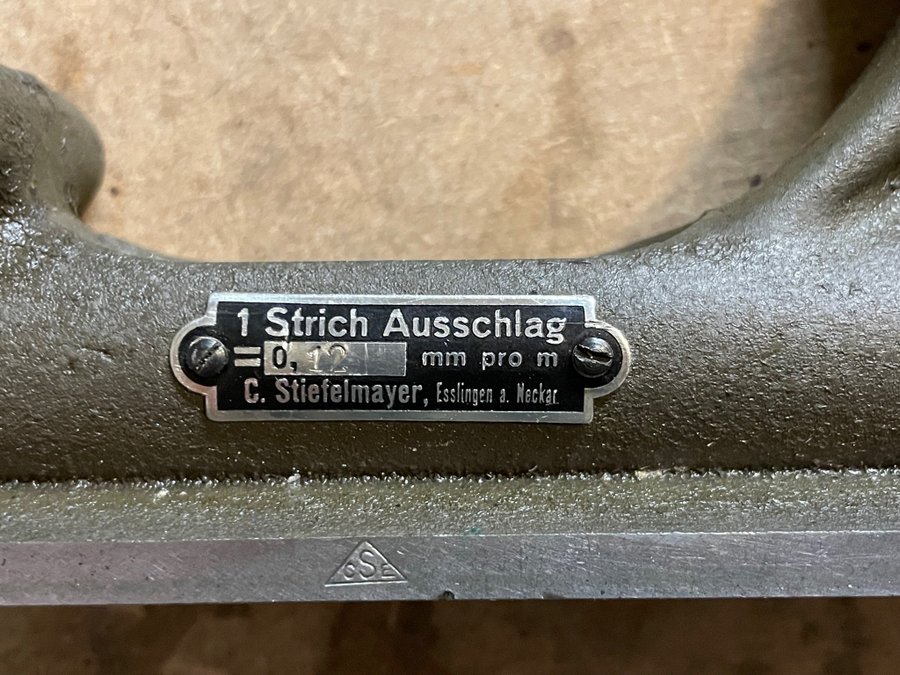 1 Strich Ausschlag
=0,12 mm pro m
C. Stiefelmayer, Esslingen a. Neckar.
CSE